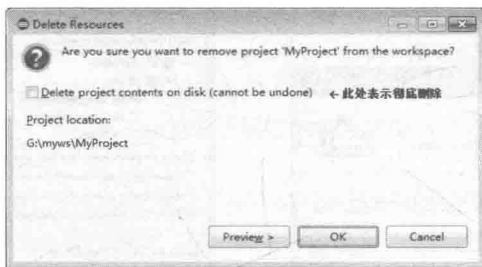 Delete Resources
Are you sure you want to remove project 'MyProject' from the workspace?
Delete project contents on disk (cannot be undone) ←此处表示彻底删除
Project location:
G:\myws\MyProject
Preview >
OK
Cancel